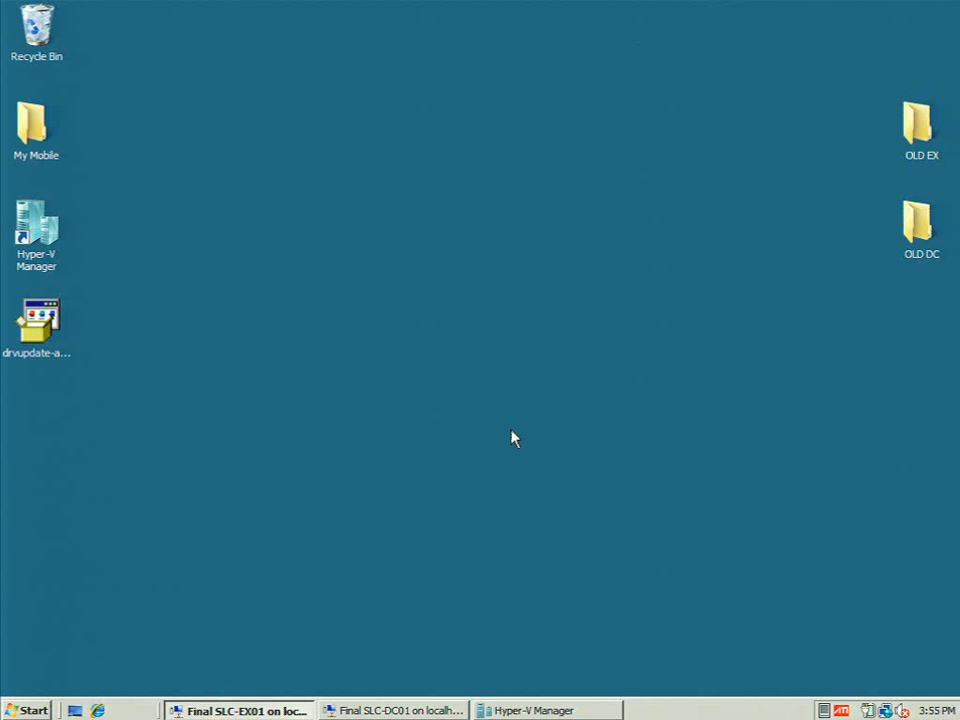 Recycle Bin
My Mobile
OLD EX
Hyper-V
Manager
OLD DC
drvupdate-a...
Start
Final SLC-EX01 on loc...
Final SLC-DC01 on localh...
Hyper-V Manager
ATI
3:55 PM